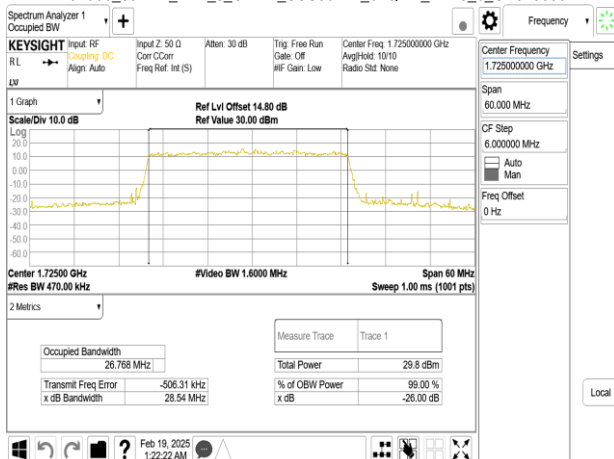 Spectrum Analyzer 1
Occupied BW
Frequency
KEYSIGHT
RL
LXI
Input: RF
Coupling: DC
Align: Auto
Input Z: 50 Ω
Corr CCorr
Freq Ref: Int (S)
Atten: 30 dB
Trig: Free Run
Gate: Off
#IF Gain: Low
Center Freq: 1.725000000 GHz
Avg|Hold: 10/10
Radio Std: None
Center Frequency
1.725000000 GHz
Settings
Span
60.000 MHz
CF Step
6.000000 MHz
Auto
Man
Freq Offset
0 Hz
Local
1 Graph
Scale/Div 10.0 dB
Ref Lvl Offset 14.80 dB
Ref Value 30.00 dBm
Log
20.0
10.0
0.00
-10.0
-20.0
-30.0
-40.0
-50.0
-60.0
Center 1.72500 GHz
#Video BW 1.6000 MHz
Span 60 MHz
#Res BW 470.00 kHz
Sweep 1.00 ms (1001 pts)
2 Metrics
Measure Trace
Trace 1
Occupied Bandwidth
26.768 MHz
Total Power
29.8 dBm
Transmit Freq Error
-506.31 kHz
% of OBW Power
99.00 %
x dB Bandwidth
28.54 MHz
x dB
-26.00 dB
?
Feb 19, 2025
1:22:22 AM